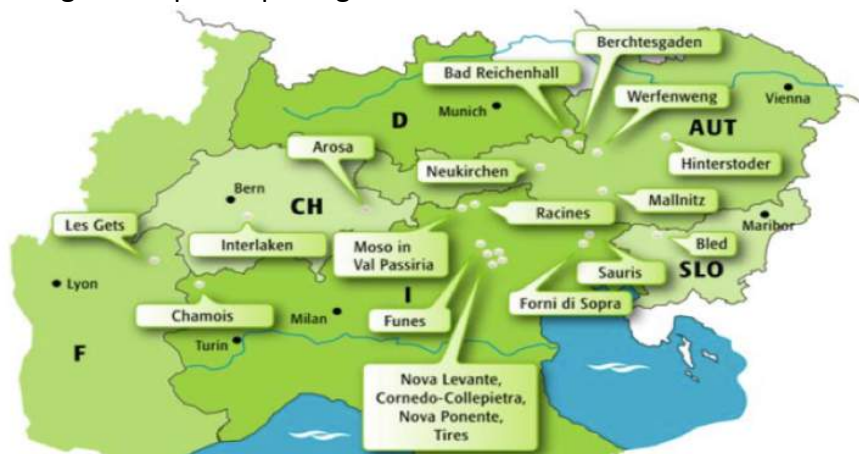 Berchtesgaden
Bad Reichenhall
Werfenweng
Vienna
Munich
D
AUT
Arosa
Neukirchen
Hinterstoder
Bern
CH
Mallnitz
Les Gets
Interlaken
Moso in
Val Passiria
Racines
Maribor
Bled
SLO
Sauris
Lyon
Chamois
Milan
I
Funes
Forni di Sopra
F
Turin
Nova Levante,
Cornedo-Collepietra,
Nova Ponente,
Tires